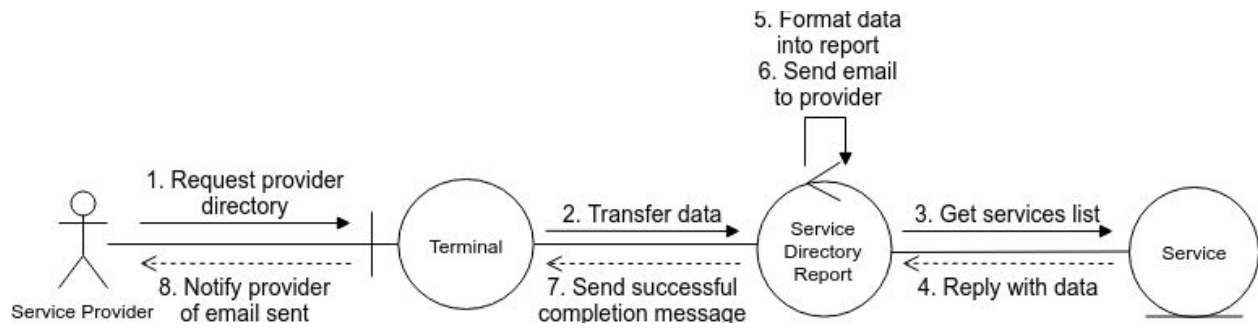 5. Format data
into report
6. Send email
to provider
1. Request provider
directory
2. Transfer data
3. Get services list
Terminal
Service
Directory
Report
Service
8. Notify provider
of email sent
7. Send successful
completion message
4. Reply with data
Service Provider